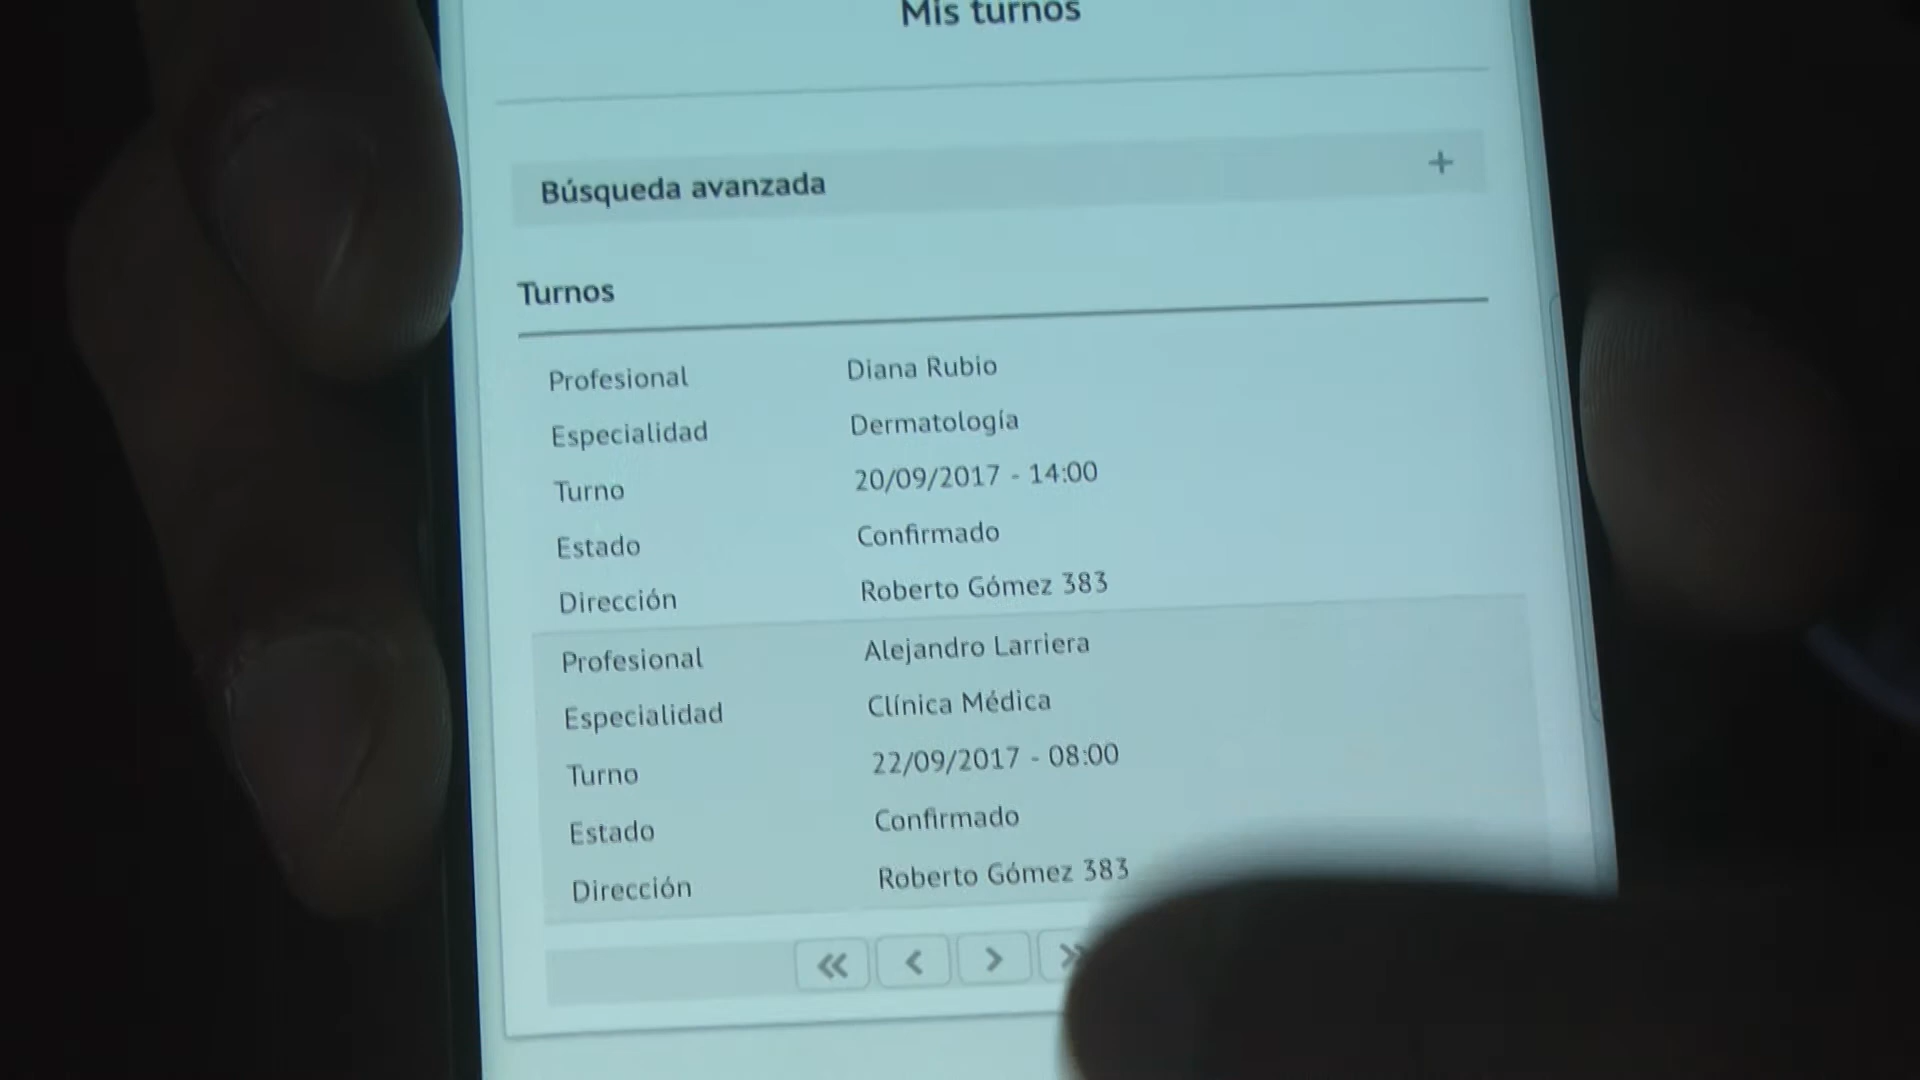 Mis turnos
Búsqueda avanzada +
Turnos
Profesional Diana Rubio
Especialidad Dermatología
Turno 20/09/2017 - 14:00
Estado Confirmado
Dirección Roberto Gómez 383
Profesional Alejandro Larriera
Especialidad Clínica Médica
Turno 22/09/2017 - 08:00
Estado Confirmado
Dirección Roberto Gómez 383